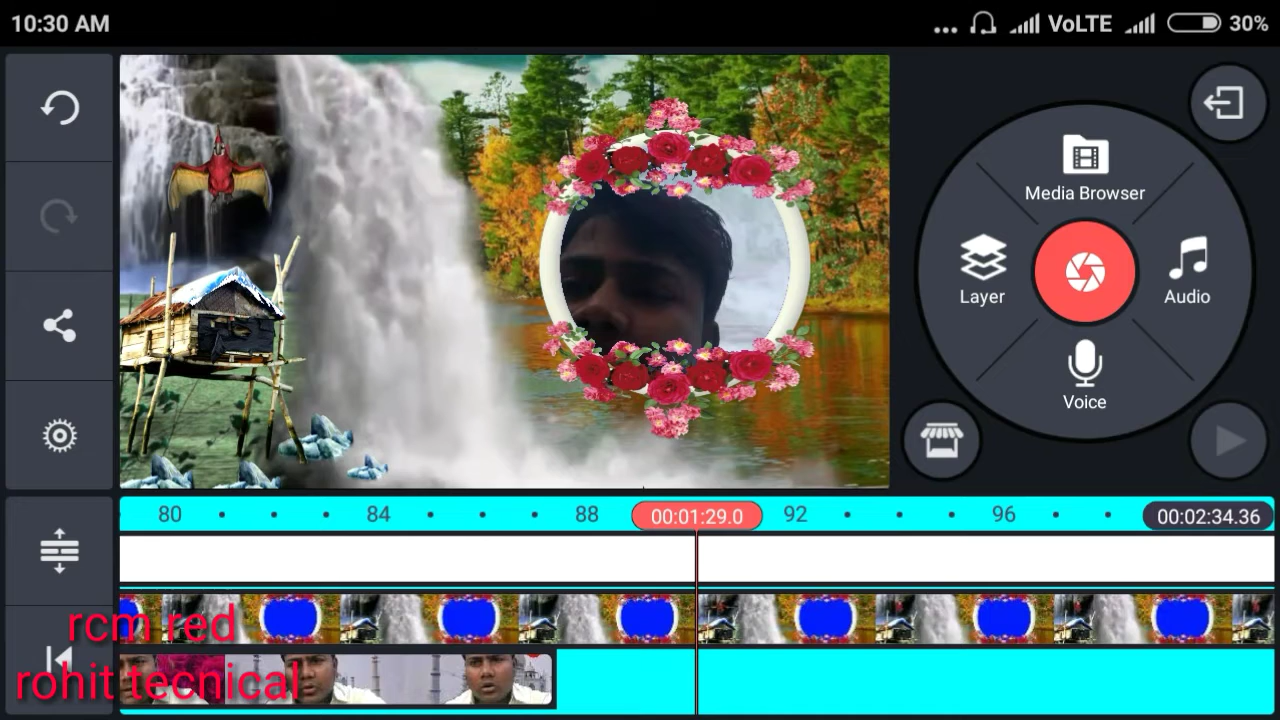 10:30 AM
... VoLTE 30%
Media Browser
Layer
Audio
Voice
80 84 88 00:01:29.0 92 96 00:02:34.36
rcm red
rohit tecnical